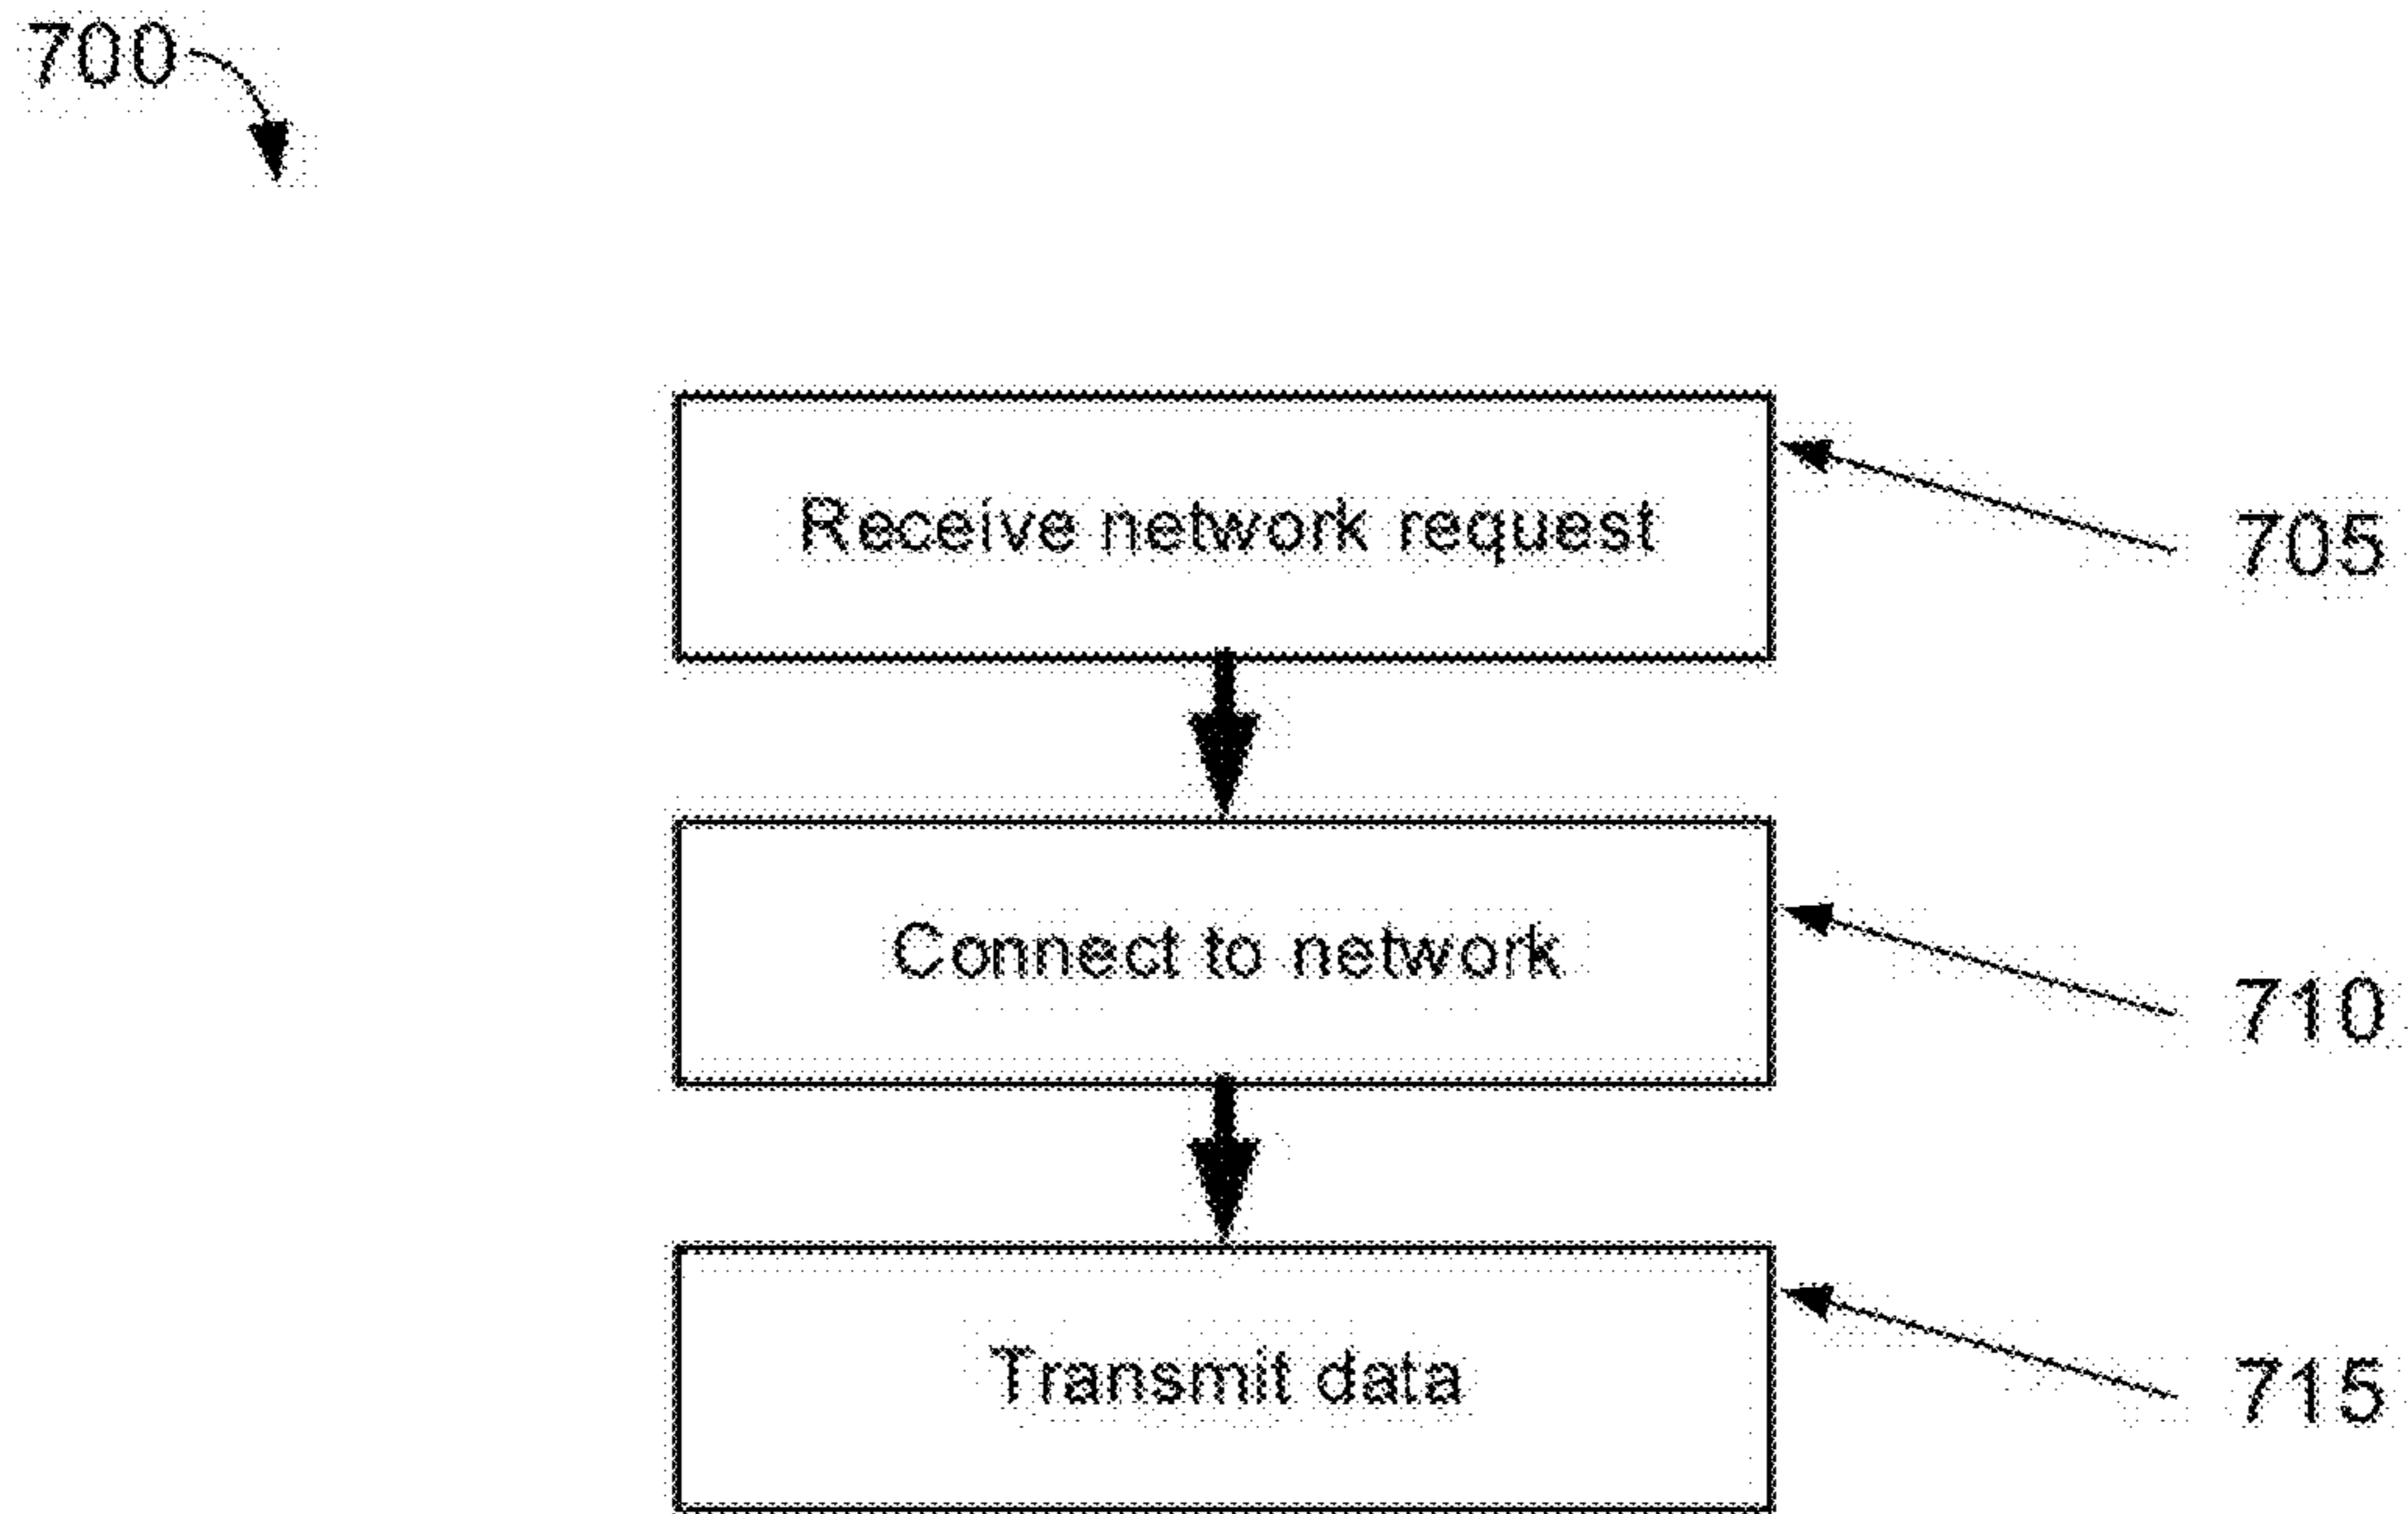 700
Receive network request
705
Connect to network
710
Transmit data
715